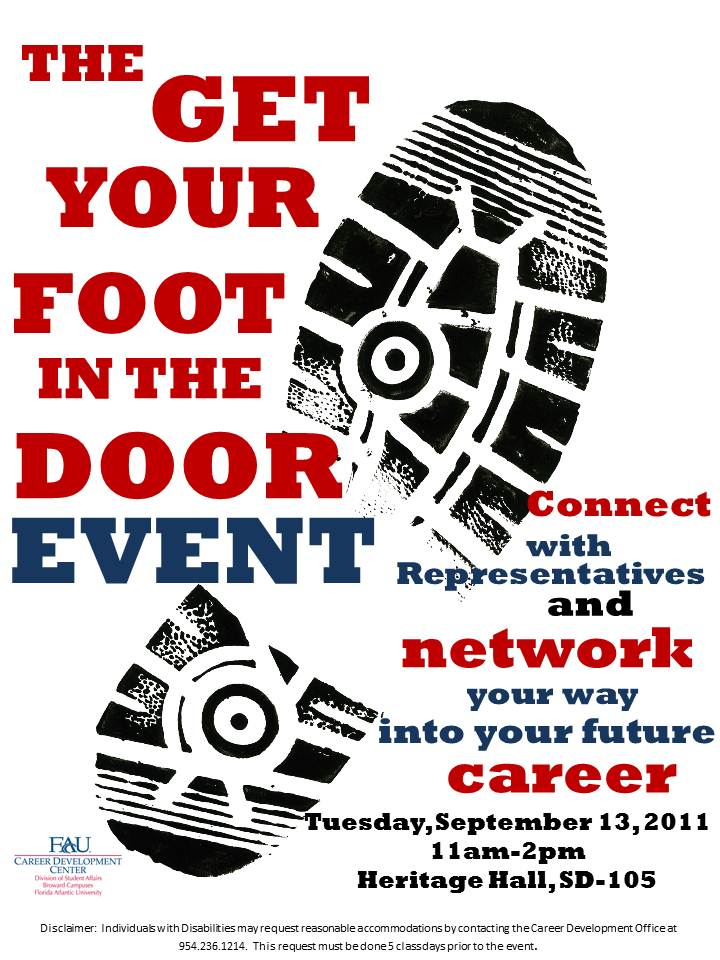 THE
GET
YOUR
FOOT
IN THE
DOOR
EVENT
Connect
with
Representatives
and
network
your way
into your future
career
Tuesday, September 13, 2011
11am-2pm
Heritage Hall, SD-105
FAU
CAREER DEVELOPMENT
CENTER
Division of Student Affairs
Broward Campuses
Florida Atlantic University
Disclaimer: Individuals with Disabilities may request reasonable accommodations by contacting the Career Development Office at
954.236.1214. This request must be done 5 class days prior to the event.